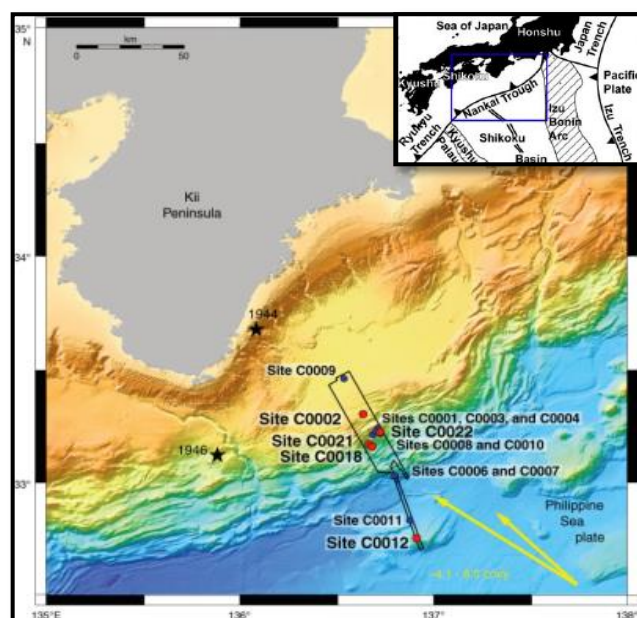 35°
N
km
0
50
Sea of Japan
Honshu
Japan
Trench
Pacific
Plate
Shikoku
Kyushu
Nankai Trough
Izu
Bonin
Arc
Izu
Trench
Ryukyu
Trench
Kyushu
Palau
Shikoku
Basin
Kii
Peninsula
34°
1944
Site C0009
Site C0002
Sites C0001, C0003, and C0004
Site C0022
Site C0021
Sites C0008 and C0010
Site C0018
1946
Sites C0006 and C0007
33°
Philippine
Sea
plate
Site C0011
Site C0012
135°E
136°
137°
138°